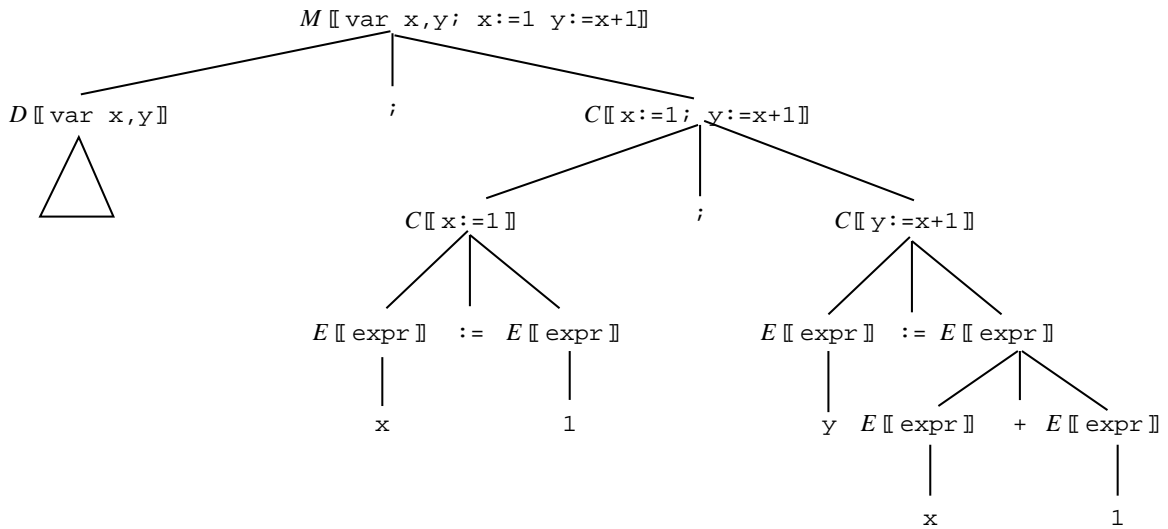 M⟦var x,y; x:=1 y:=x+1⟧
D⟦var x,y⟧ ; C⟦x:=1; y:=x+1⟧
C⟦x:=1⟧ ; C⟦y:=x+1⟧
E⟦expr⟧ := E⟦expr⟧ E⟦expr⟧ := E⟦expr⟧
x 1 y E⟦expr⟧ + E⟦expr⟧
x 1